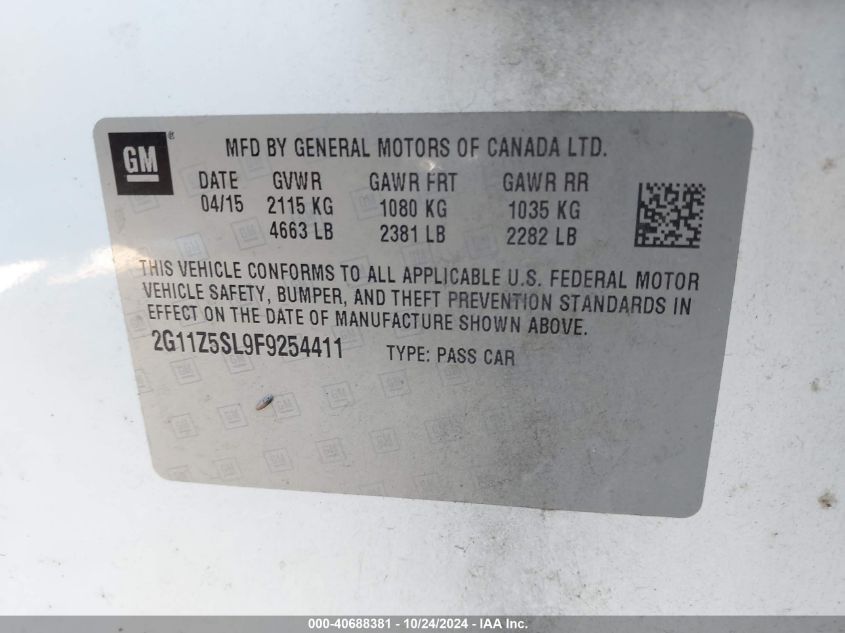 GM ® MFD BY GENERAL MOTORS OF CANADA LTD.
DATE GVWR GAWR FRT GAWR RR
04/15 2115 KG 1080 KG 1035 KG
4663 LB 2381 LB 2282 LB
THIS VEHICLE CONFORMS TO ALL APPLICABLE U.S. FEDERAL MOTOR
VEHICLE SAFETY, BUMPER, AND THEFT PREVENTION STANDARDS IN
EFFECT ON THE DATE OF MANUFACTURE SHOWN ABOVE.
2G11Z5SL9F9254411 TYPE: PASS CAR
000-40688381 - 10/24/2024 - IAA Inc.